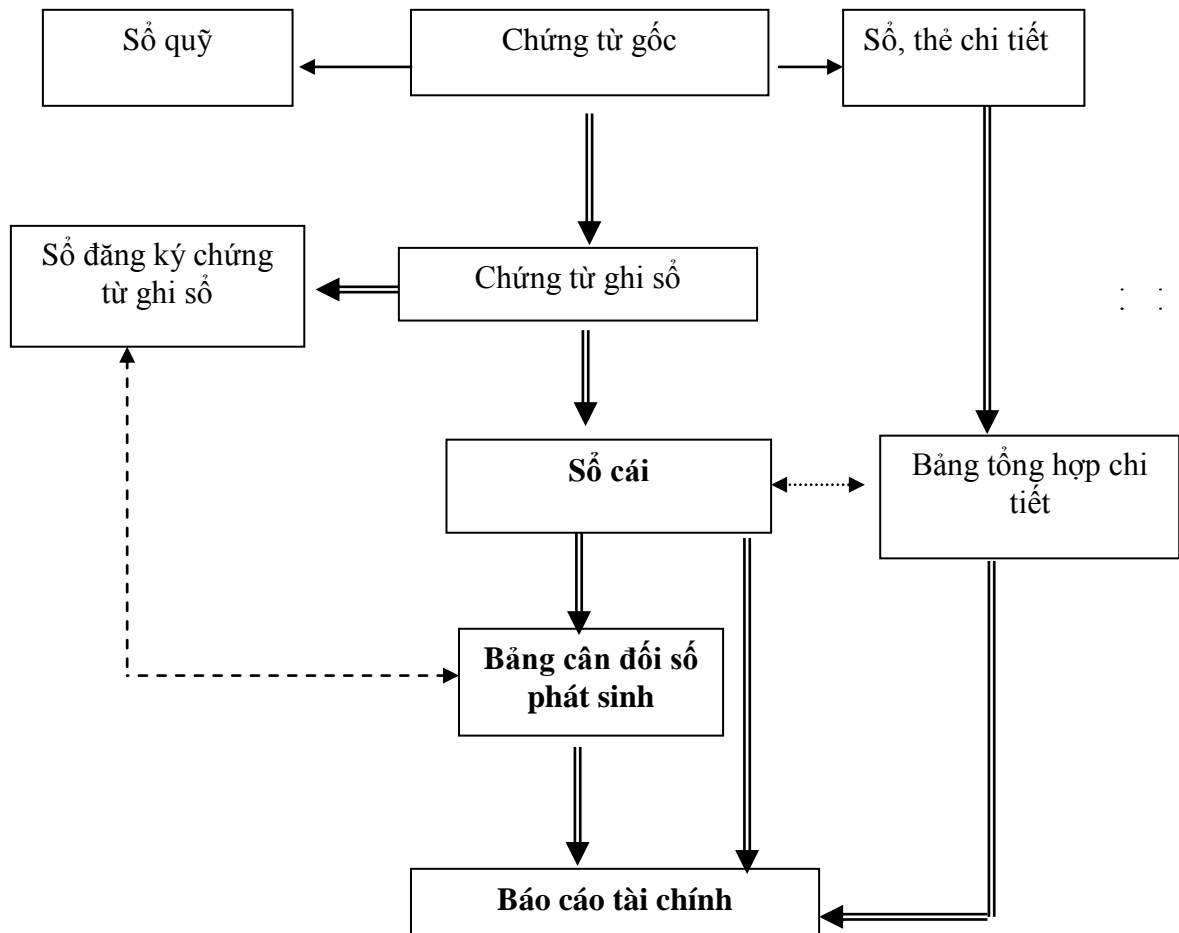 Sổ quỹ
Chứng từ gốc
Sổ, thẻ chi tiết
Sổ đăng ký chứng
từ ghi sổ
Chứng từ ghi sổ
Sổ cái
Bảng tổng hợp chi
tiết
Bảng cân đối số
phát sinh
Báo cáo tài chính